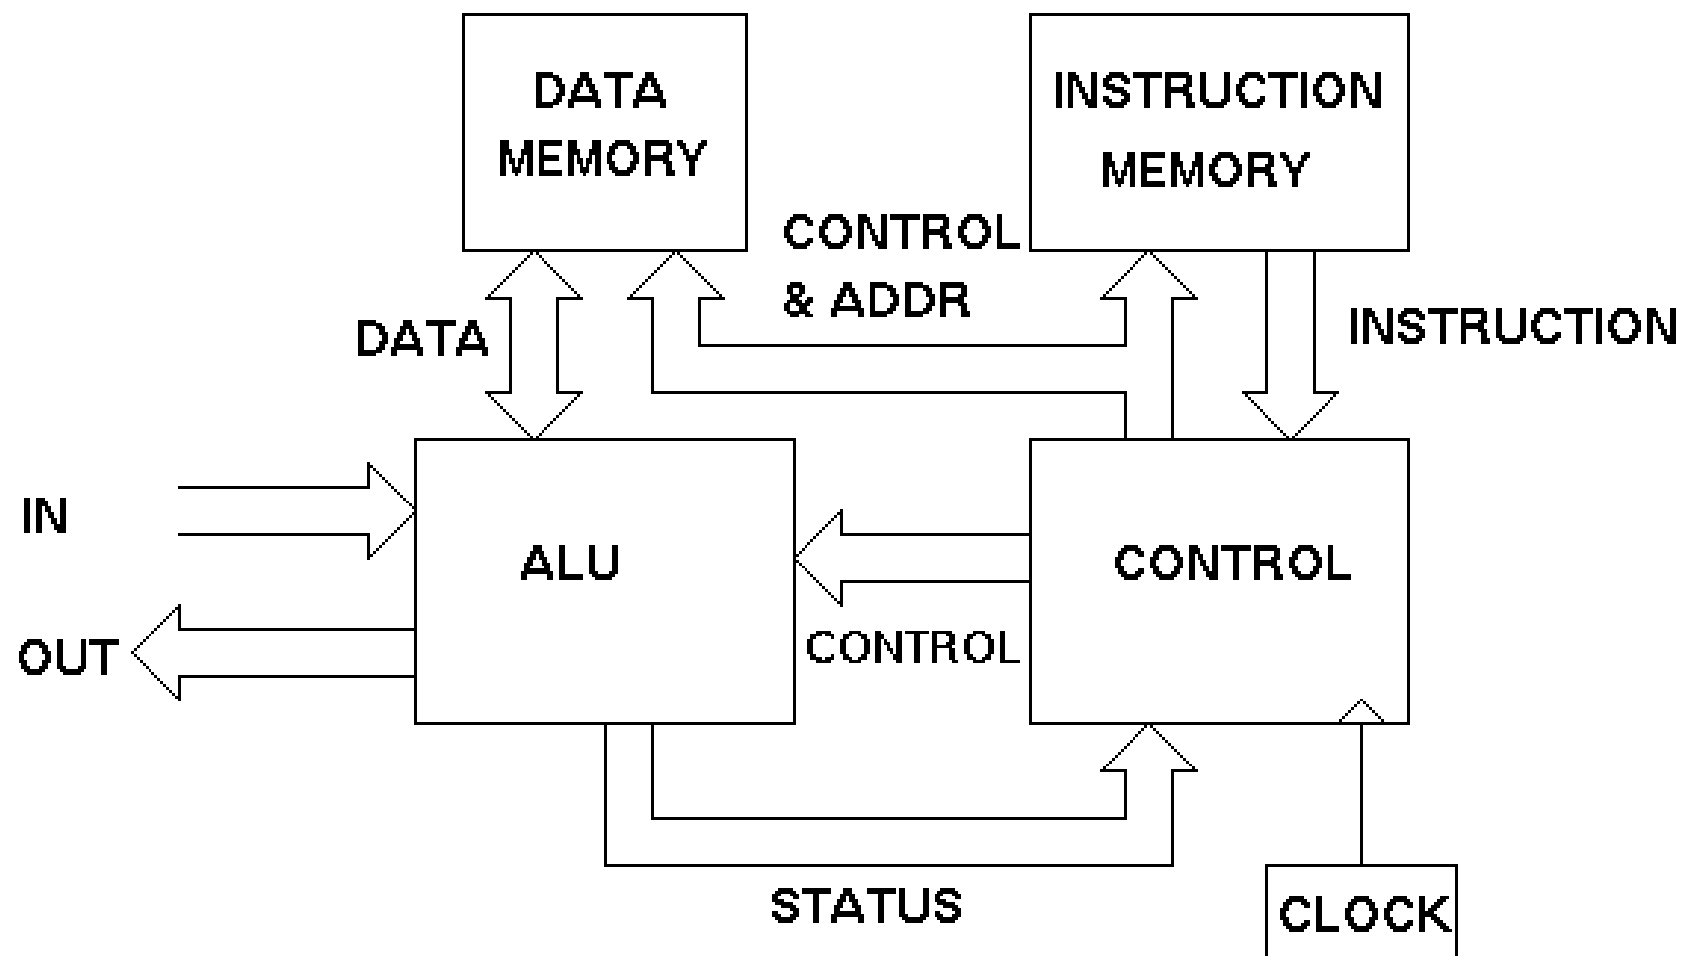 DATA
MEMORY
INSTRUCTION
MEMORY
CONTROL
& ADDR
DATA
INSTRUCTION
IN
ALU
CONTROL
OUT
CONTROL
STATUS
CLOCK